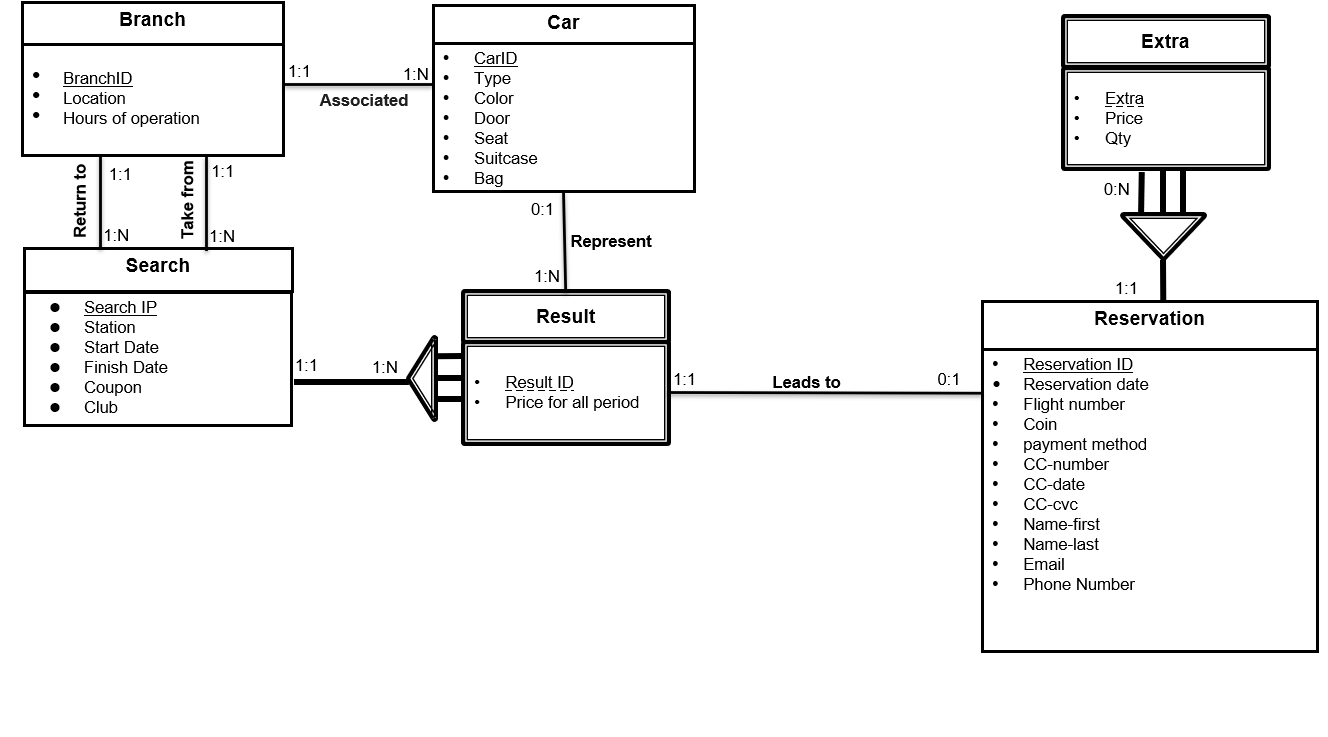 Branch
BranchID
Location
Hours of operation
1:1
1:N
Associated
Car
CarID
Type
Color
Door
Seat
Suitcase
Bag
Extra
Extra
Price
Qty
Return to
1:1
1:N
Take from
1:1
1:N
0:1
Represent
1:N
0:N
1:1
Search
Search IP
Station
Start Date
Finish Date
Coupon
Club
1:1
1:N
Result
Result ID
Price for all period
1:1
Leads to
0:1
Reservation
Reservation ID
Reservation date
Flight number
Coin
payment method
CC-number
CC-date
CC-cvc
Name-first
Name-last
Email
Phone Number